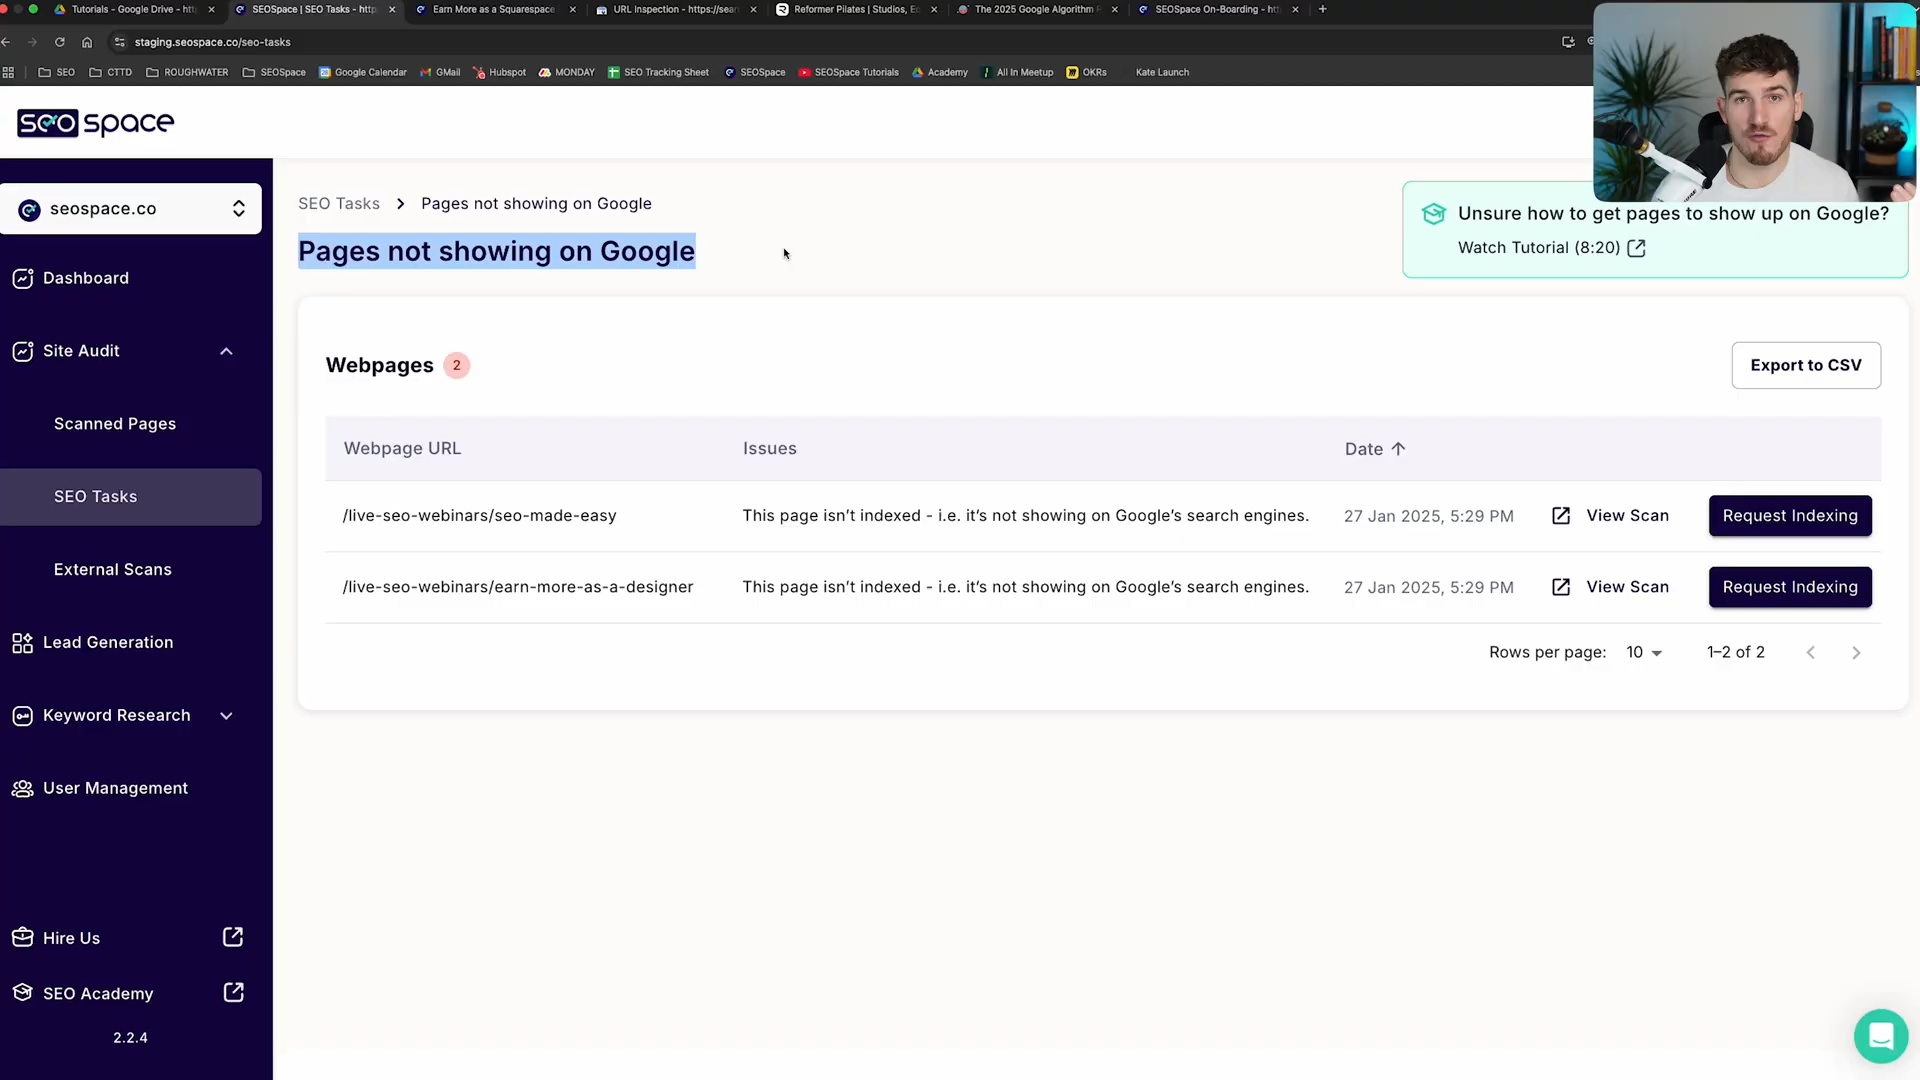 Tutorials - Google Drive - htt
SEOSpace | SEO Tasks - http
Earn More as a Squarespace
URL Inspection - https://sear
Reformer Pilates | Studios, E
The 2025 Google Algorithm
SEOSpace On-Boarding - htt
staging.seospace.co/seo-tasks
SEO
CTTD
ROUGHWATER
SEOSpace
Google Calendar
GMail
Hubspot
MONDAY
SEO Tracking Sheet
SEOSpace
SEOSpace Tutorials
Academy
All In Meetup
OKRs
Kate Launch
seo space
seospace.co
Dashboard
Site Audit
Scanned Pages
SEO Tasks
External Scans
Lead Generation
Keyword Research
User Management
Hire Us
SEO Academy
2.2.4
SEO Tasks > Pages not showing on Google
Pages not showing on Google
Unsure how to get pages to show up on Google?
Watch Tutorial (8:20)
Webpages 2
Export to CSV
Webpage URL Issues Date
/live-seo-webinars/seo-made-easy This page isn't indexed - i.e. it's not showing on Google's search engines. 27 Jan 2025, 5:29 PM View Scan Request Indexing
/live-seo-webinars/earn-more-as-a-designer This page isn't indexed - i.e. it's not showing on Google's search engines. 27 Jan 2025, 5:29 PM View Scan Request Indexing
Rows per page: 10 1–2 of 2